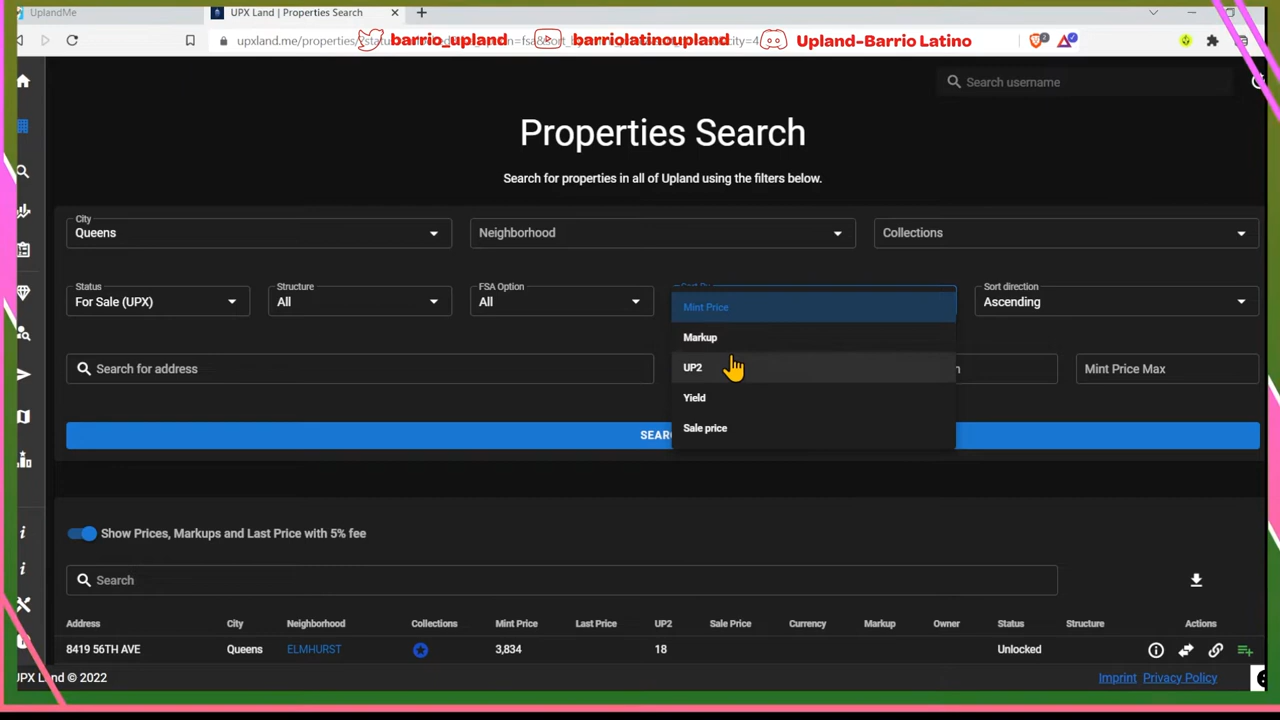 UplandMe
UPX Land | Properties Search
upxland.me/properties/
barrio_upland
barriolatinoupland
Upland-Barrio Latino
Search username
Properties Search
Search for properties in all of Upland using the filters below.
City
Queens
Neighborhood
Collections
Status
For Sale (UPX)
Structure
All
FSA Option
All
Mint Price
Markup
UP2
Yield
Sale price
Sort direction
Ascending
Search for address
Mint Price Max
Show Prices, Markups and Last Price with 5% fee
Search
Address City Neighborhood Collections Mint Price Last Price UP2 Sale Price Currency Markup Owner Status Structure Actions
8419 56TH AVE Queens ELMHURST 3,834 18 Unlocked
UPX Land © 2022
Imprint Privacy Policy